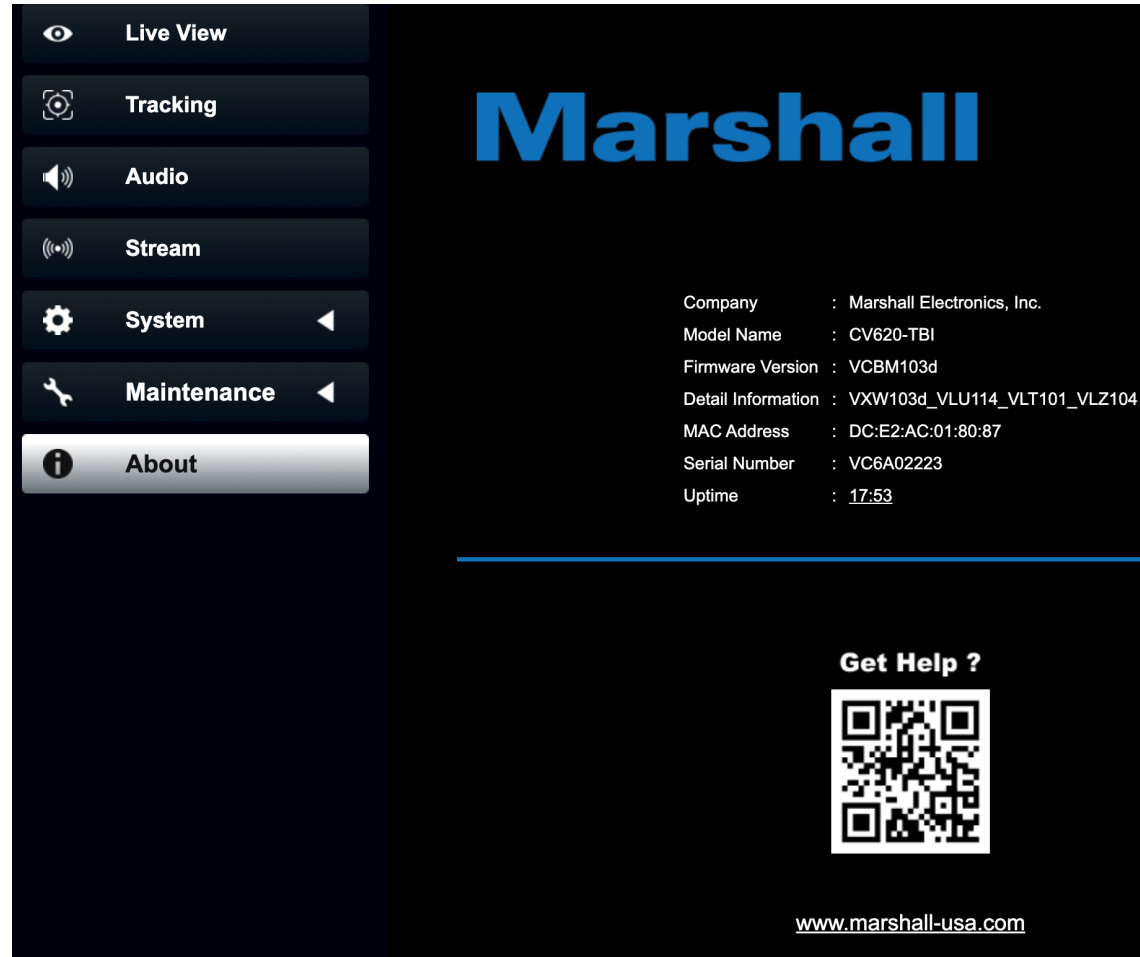 Live View
Tracking
Audio
Stream
System
Maintenance
About
Marshall
Company : Marshall Electronics, Inc.
Model Name : CV620-TBI
Firmware Version : VCBM103d
Detail Information : VXW103d_VLU114_VLT101_VLZ104
MAC Address : DC:E2:AC:01:80:87
Serial Number : VC6A02223
Uptime : 17:53
Get Help ?
www.marshall-usa.com